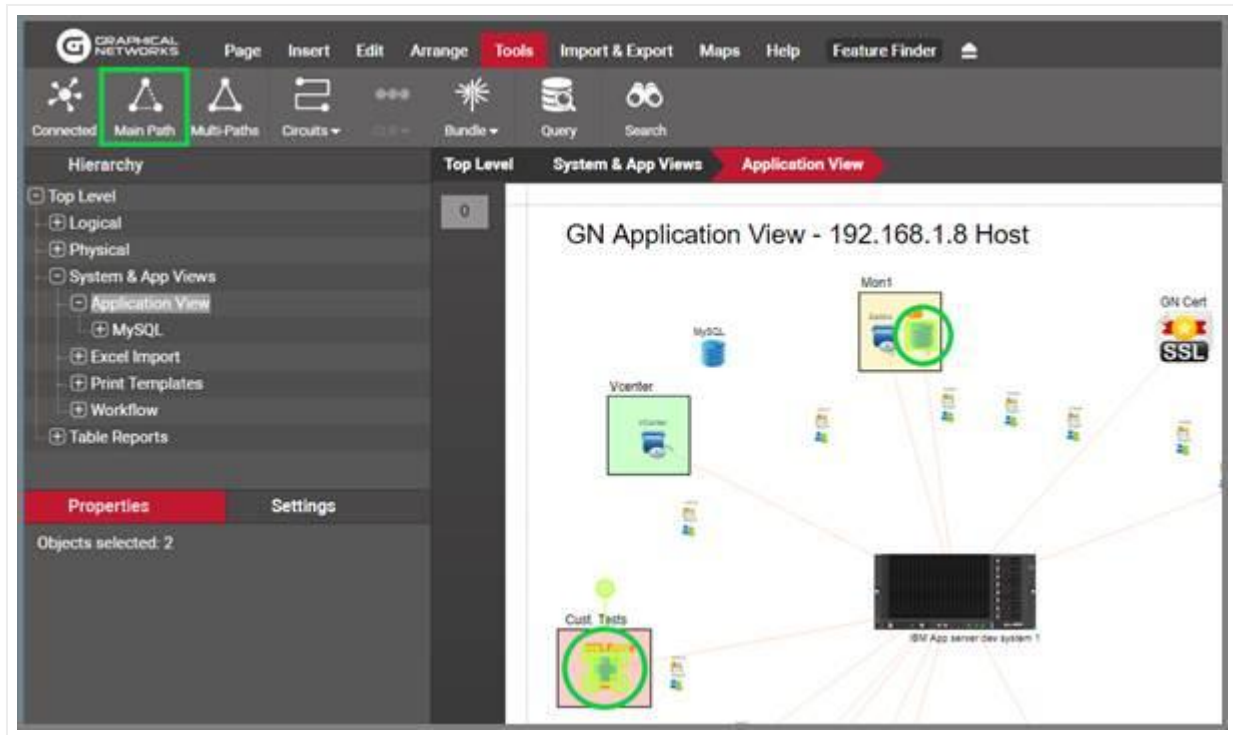 GRAPHICAL NETWORKS Page Insert Edit Arrange Tools Import & Export Maps Help Feature Finder
Connected Main Path Multi-Paths Circuits Bundle Query Search
Hierarchy
Top Level System & App Views Application View
Top Level
Logical
Physical
System & App Views
Application View
MySQL
Excel Import
Print Templates
Workflow
Table Reports
Properties Settings
Objects selected: 2
0
GN Application View - 192.168.1.8 Host
Mon1
GN Cert
SSL
MySQL
Vcenter
Cust. Tests
IBM App server dev system 1